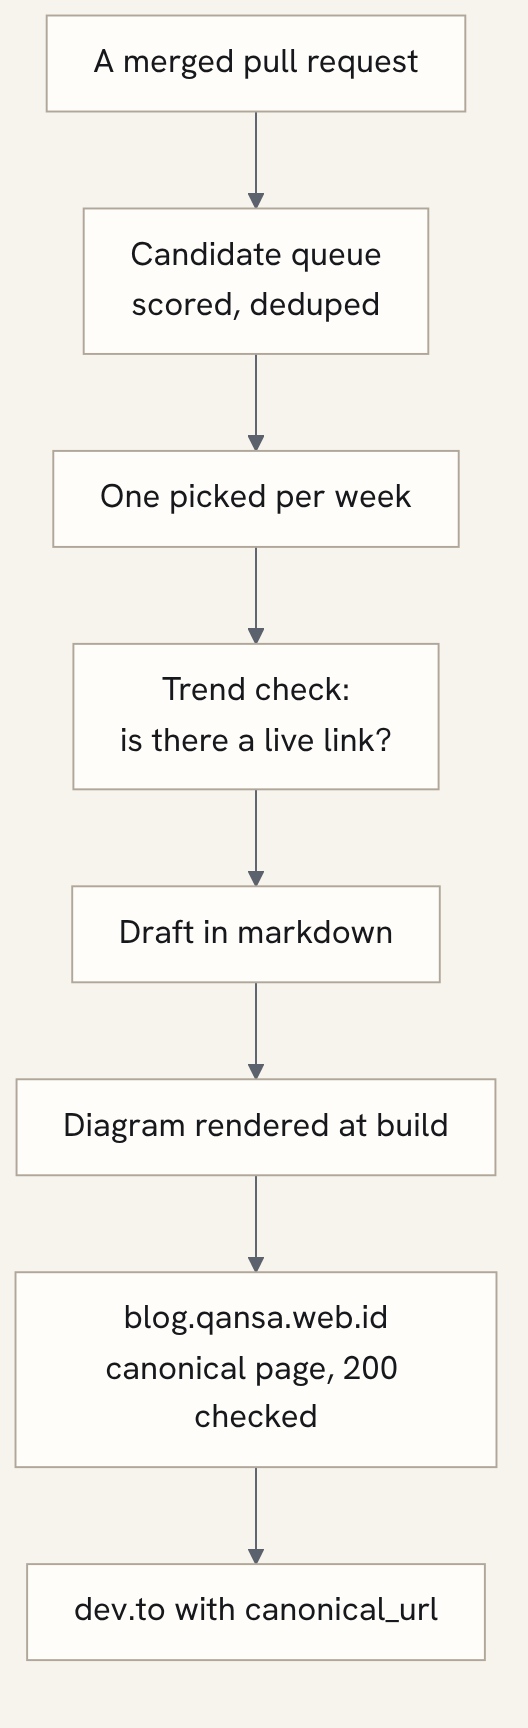 A merged pull request
Candidate queue
scored, deduped
One picked per week
Trend check:
is there a live link?
Draft in markdown
Diagram rendered at build
blog.qansa.web.id
canonical page, 200
checked
dev.to with canonical_url